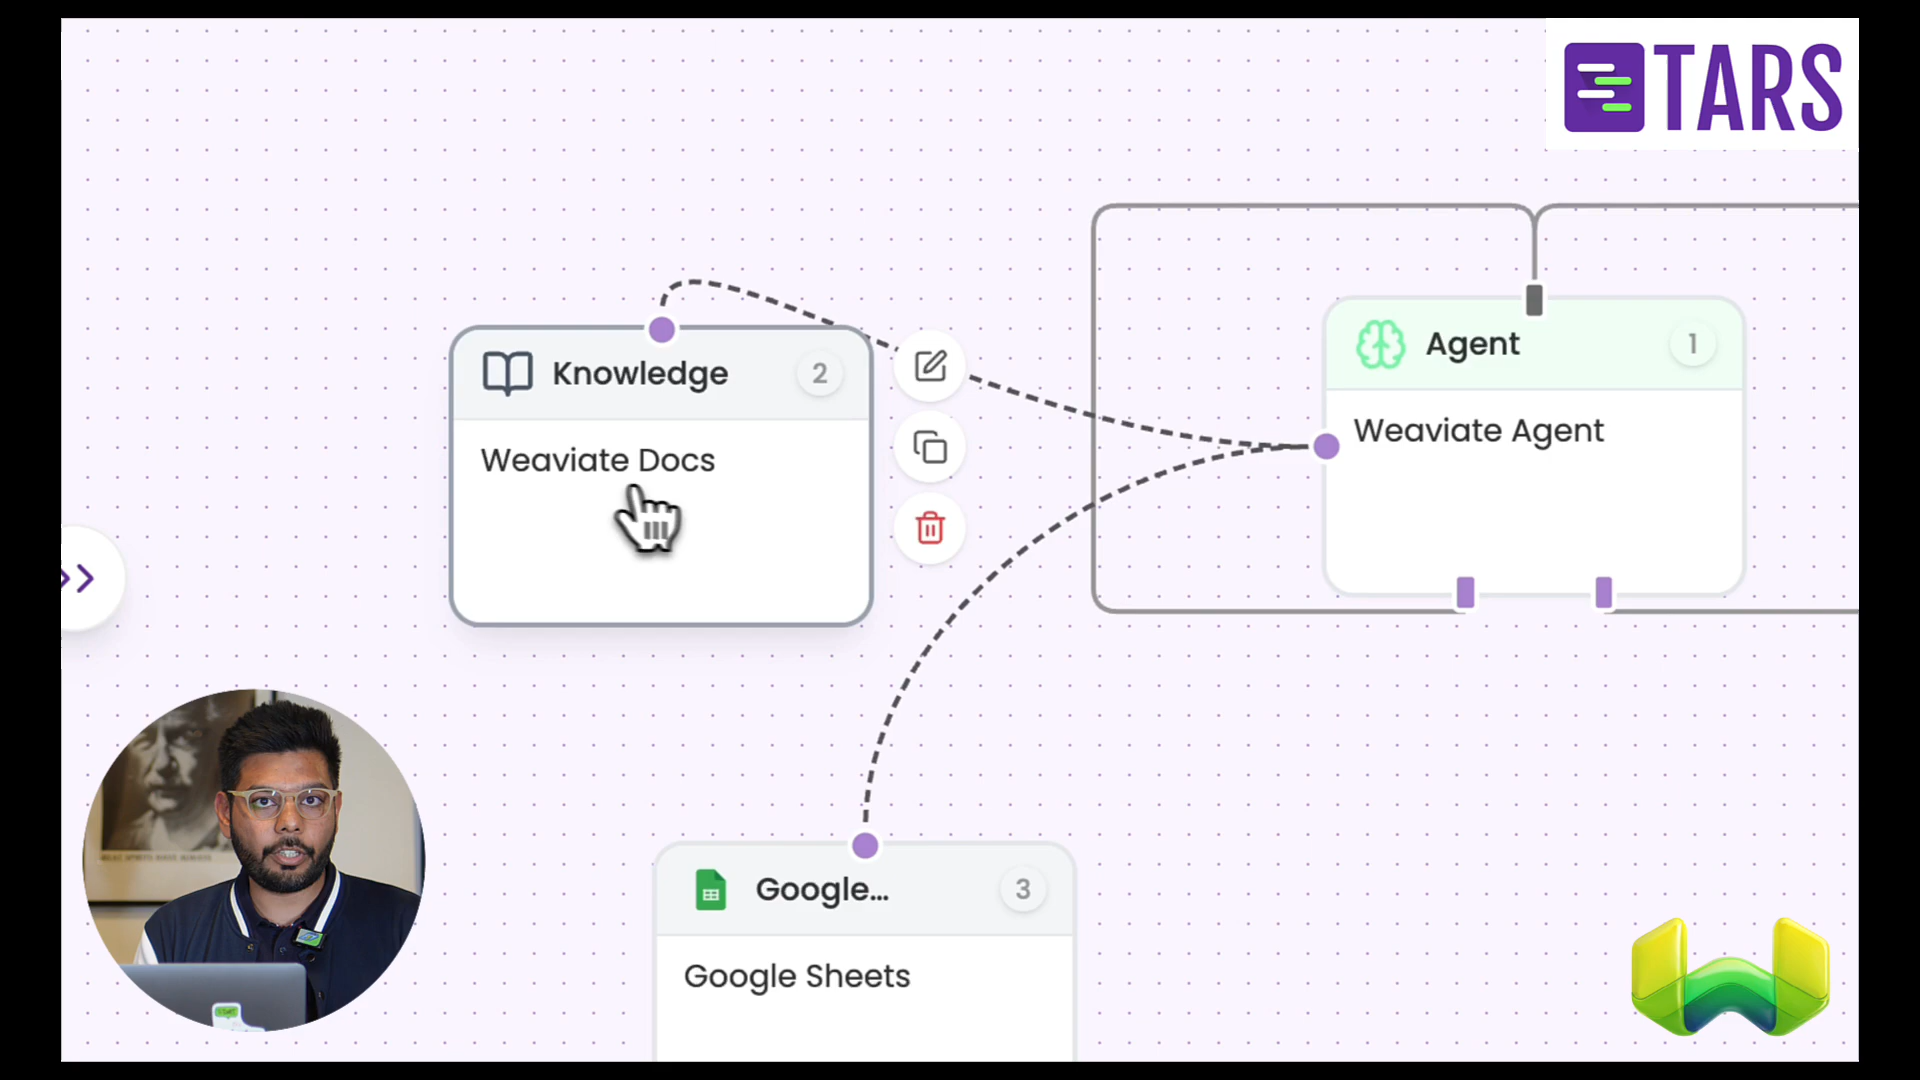 TARS
Knowledge 2
Weaviate Docs
Agent 1
Weaviate Agent
Google... 3
Google Sheets